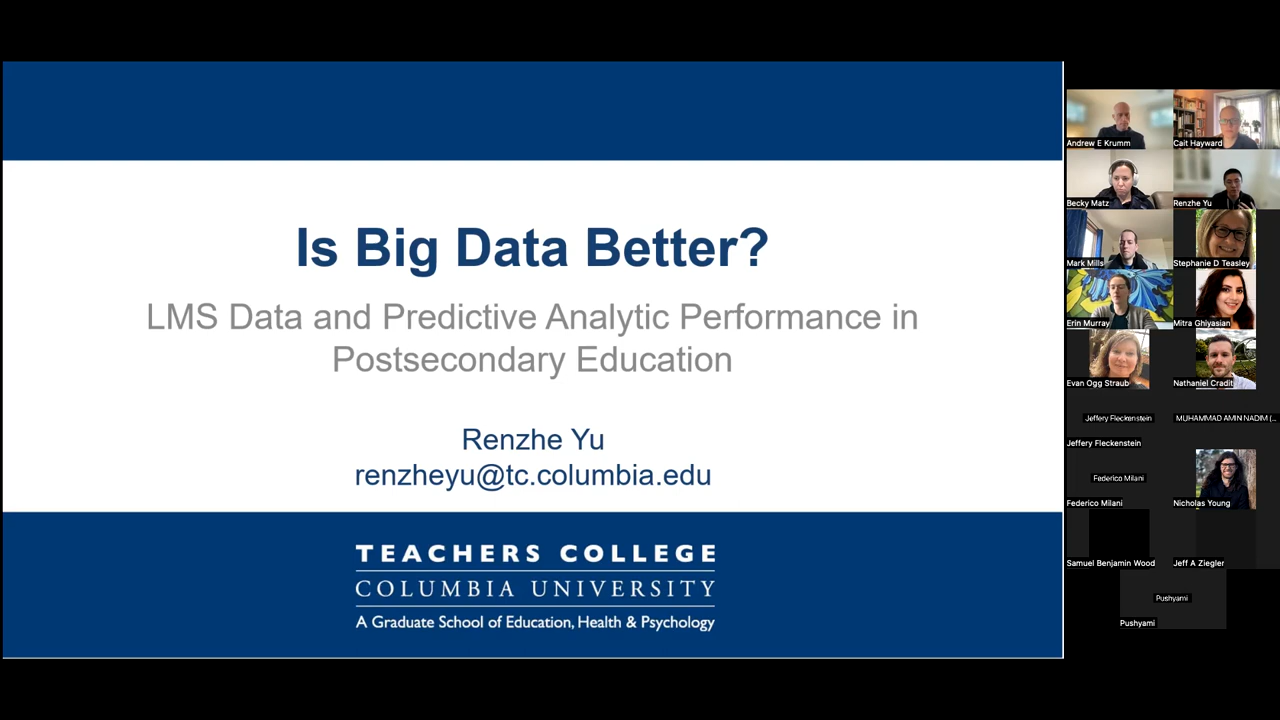 Is Big Data Better?
LMS Data and Predictive Analytic Performance in
Postsecondary Education
Renzhe Yu
renzheyu@tc.columbia.edu
TEACHERS COLLEGE
COLUMBIA UNIVERSITY
A Graduate School of Education, Health & Psychology
Andrew E Krumm
Cait Hayward
Becky Matz
Renzhe Yu
Mark Mills
Stephanie D Teasley
Erin Murray
Mitra Ghiyasian
Evan Ogg Straub
Nathaniel Cradit
Jeffery Fleckenstein
MUHAMMAD AMIN NADIM (...
Jeffery Fleckenstein
Federico Milani
Federico Milani
Nicholas Young
Samuel Benjamin Wood
Jeff A Ziegler
Pushyami
Pushyami